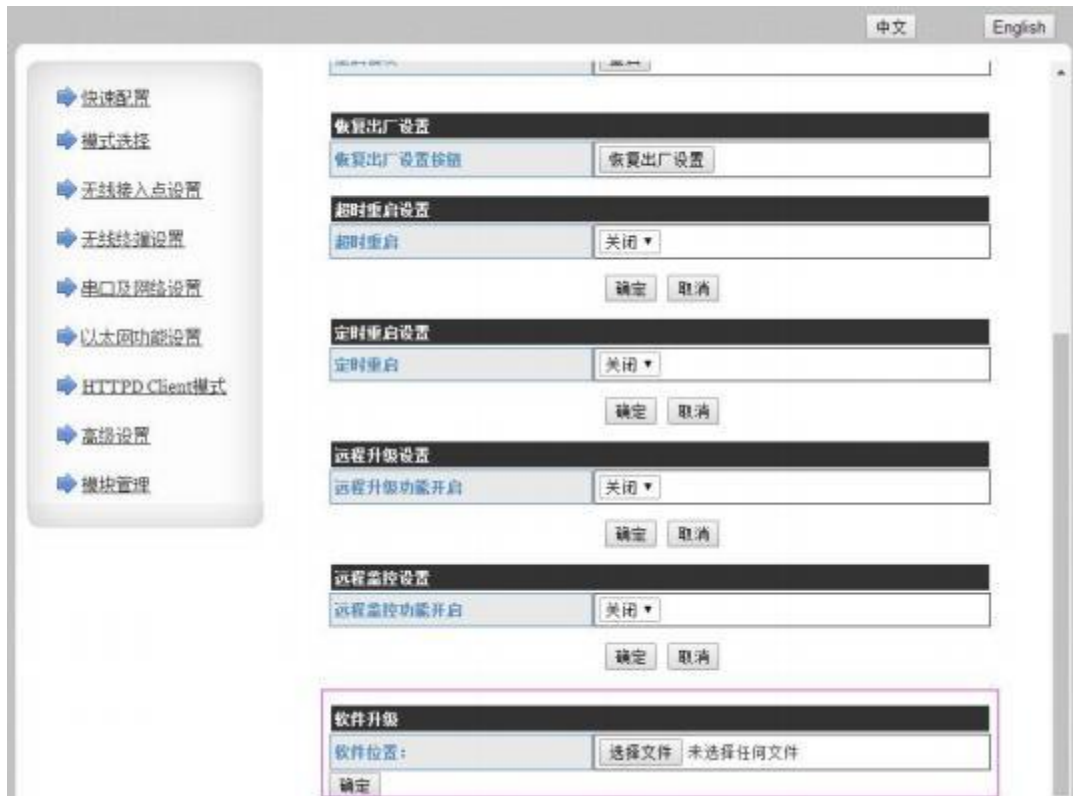 中文 English
快速配置
模式选择
无线接入点设置
无线终端设置
串口及网络设置
以太网功能设置
HTTPD Client模式
高级设置
模块管理
重启模块 重启
恢复出厂设置
恢复出厂设置按钮 恢复出厂设置
超时重启设置
超时重启 关闭
确定 取消
定时重启设置
定时重启 关闭
确定 取消
远程升级设置
远程升级功能开启 关闭
确定 取消
远程监控设置
远程监控功能开启 关闭
确定 取消
软件升级
软件位置: 选择文件 未选择任何文件
确定